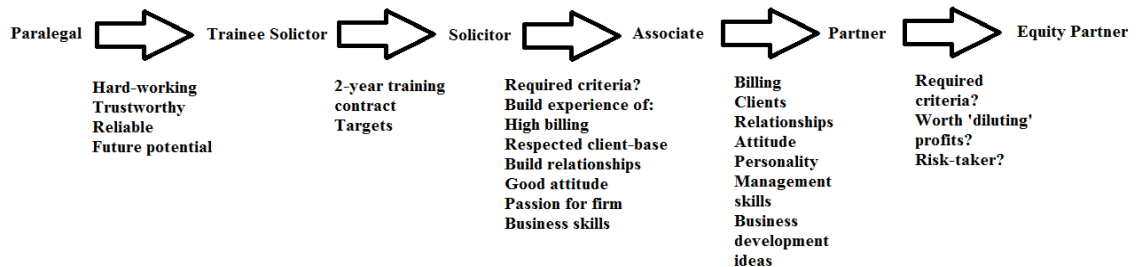 Paralegal
Trainee Solictor
Solicitor
Associate
Partner
Equity Partner
Hard-working
Trustworthy
Reliable
Future potential
2-year training
contract
Targets
Required criteria?
Build experience of:
High billing
Respected client-base
Build relationships
Good attitude
Passion for firm
Business skills
Billing
Clients
Relationships
Attitude
Personality
Management
skills
Business
development
ideas
Required
criteria?
Worth 'diluting'
profits?
Risk-taker?